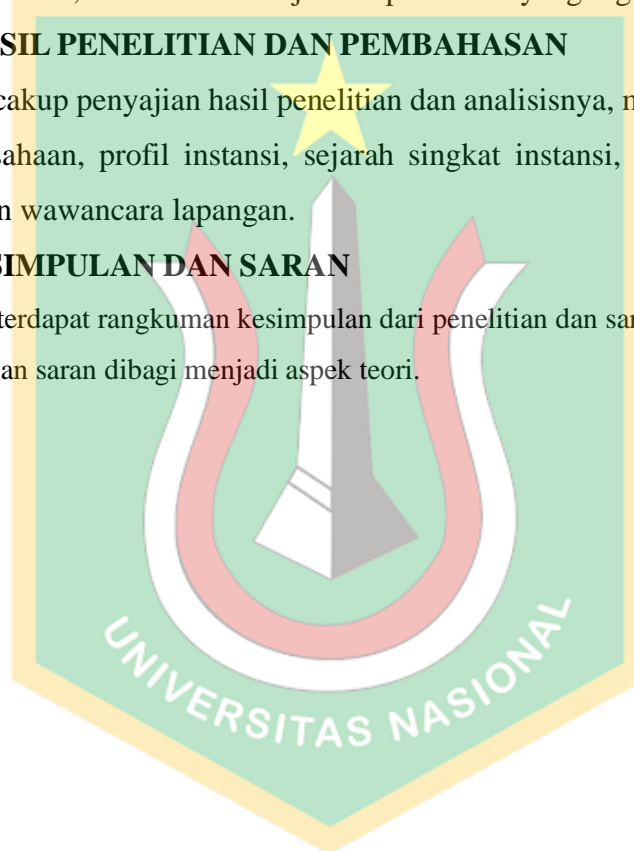 SIL PENELITIAN DAN PEMBAHASAN
cakup penyajian hasil penelitian dan analisisnya, m
sahaan, profil instansi, sejarah singkat instansi,
n wawancara lapangan.
SIMPULAN DAN SARAN
terdapat rangkuman kesimpulan dari penelitian dan sar
an saran dibagi menjadi aspek teori.
UNIVERSITAS NASIONAL